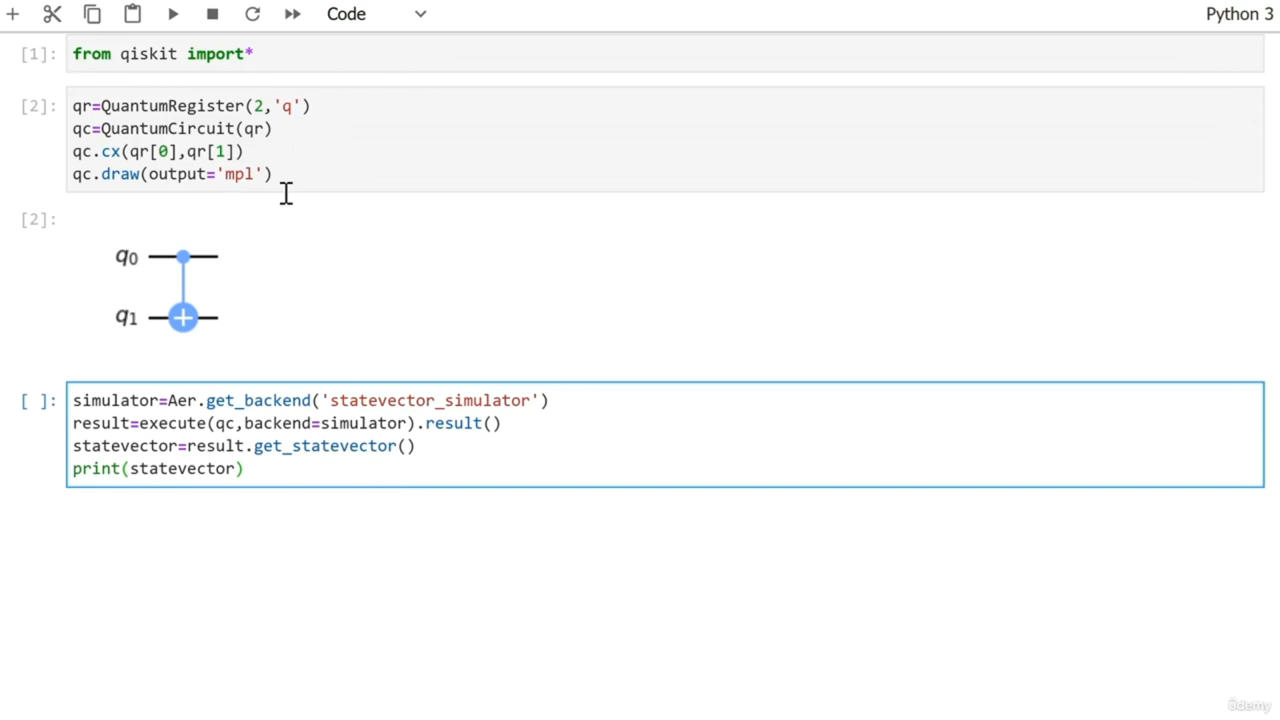 Code
Python 3
[1]: from qiskit import*
[2]: qr=QuantumRegister(2,'q')
qc=QuantumCircuit(qr)
qc.cx(qr[0],qr[1])
qc.draw(output='mpl')
[2]:
q0
q1
[ ]: simulator=Aer.get_backend('statevector_simulator')
result=execute(qc,backend=simulator).result()
statevector=result.get_statevector()
print(statevector)
ûdemy